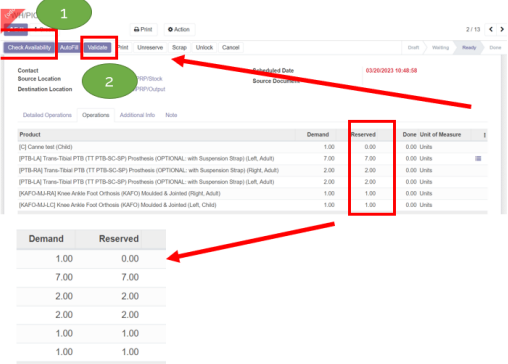 WH/PIC
1
Print
Action
2 / 13
Check Availability
AutoFill
Validate
Print
Unreserve
Scrap
Unlock
Cancel
Draft
Waiting
Ready
Done
Contact
Scheduled Date
03/20/2023 10:48:58
Source Location
PRP/Stock
Source Document
Destination Location
PRP/Output
2
Detailed Operations
Operations
Additional Info
Note
Product Demand Reserved Done Unit of Measure
[C] Canne test (Child) 1.00 0.00 0.00 Units
[PTB-LA] Trans-Tibial PTB (TT PTB-SC-SP) Prosthesis (OPTIONAL: with Suspension Strap) (Left, Adult) 7.00 7.00 0.00 Units
[PTB-RA] Trans-Tibial PTB (TT PTB-SC-SP) Prosthesis (OPTIONAL: with Suspension Strap) (Right, Adult) 2.00 2.00 0.00 Units
[PTB-LA] Trans-Tibial PTB (TT PTB-SC-SP) Prosthesis (OPTIONAL: with Suspension Strap) (Left, Adult) 2.00 2.00 0.00 Units
[KAFO-MJ-RA] Knee Ankle Foot Orthosis (KAFO) Moulded & Jointed (Right, Adult) 1.00 1.00 0.00 Units
[KAFO-MJ-LC] Knee Ankle Foot Orthosis (KAFO) Moulded & Jointed (Left, Child) 1.00 1.00 0.00 Units
Demand Reserved
1.00 0.00
7.00 7.00
2.00 2.00
2.00 2.00
1.00 1.00
1.00 1.00